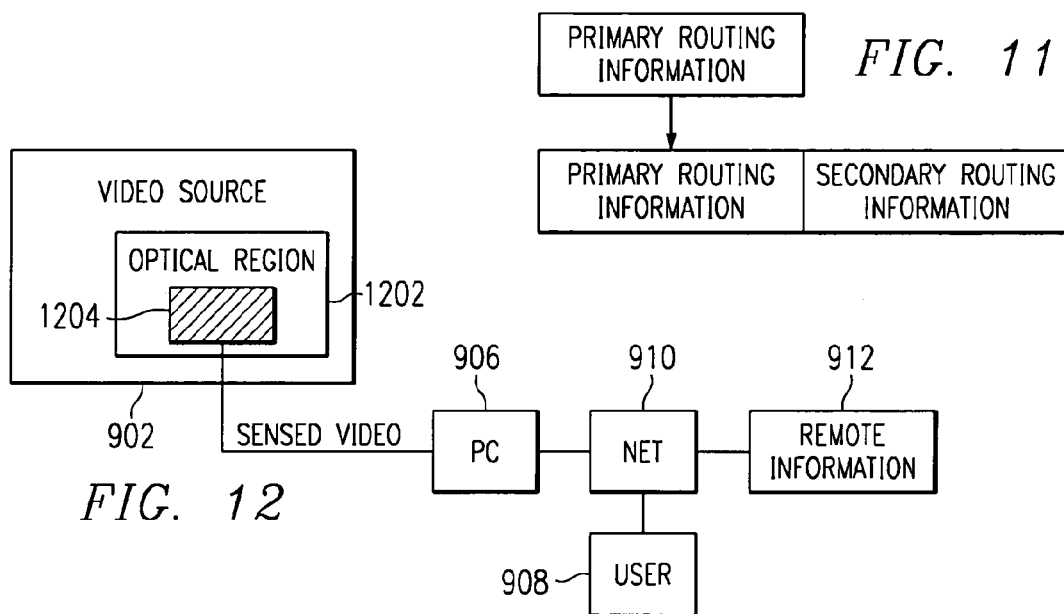 PRIMARY ROUTING
INFORMATION
FIG. 11
PRIMARY ROUTING
INFORMATION
SECONDARY ROUTING
INFORMATION
VIDEO SOURCE
OPTICAL REGION
1204
1202
902
SENSED VIDEO
906
PC
910
NET
912
REMOTE
INFORMATION
908
USER
FIG. 12